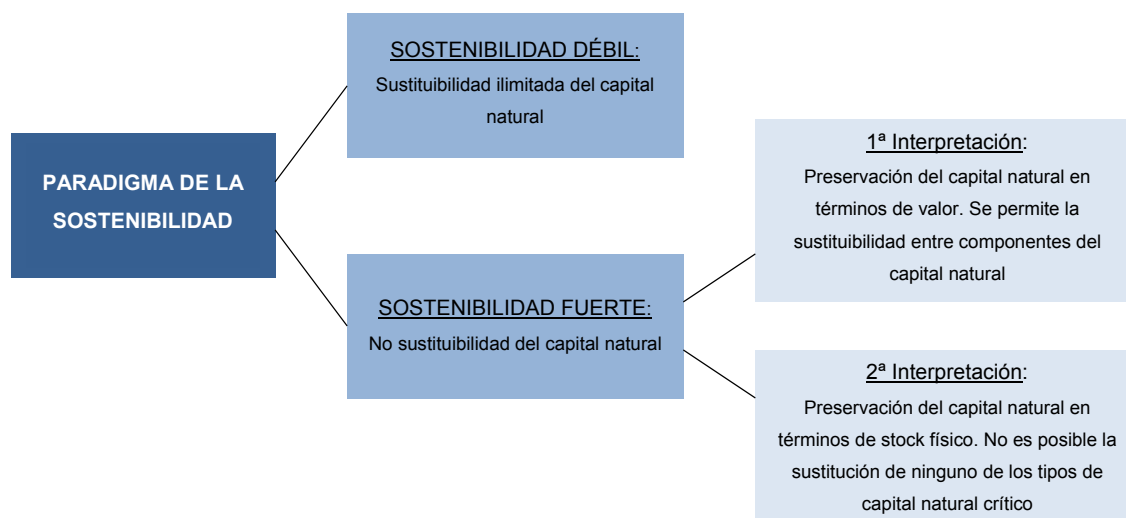 PARADIGMA DE LA
SOSTENIBILIDAD
SOSTENIBILIDAD DÉBIL:
Sustituibilidad ilimitada del capital
natural
SOSTENIBILIDAD FUERTE:
No sustituibilidad del capital natural
1ª Interpretación:
Preservación del capital natural en
términos de valor. Se permite la
sustituibilidad entre componentes del
capital natural
2ª Interpretación:
Preservación del capital natural en
términos de stock físico. No es posible la
sustitución de ninguno de los tipos de
capital natural crítico